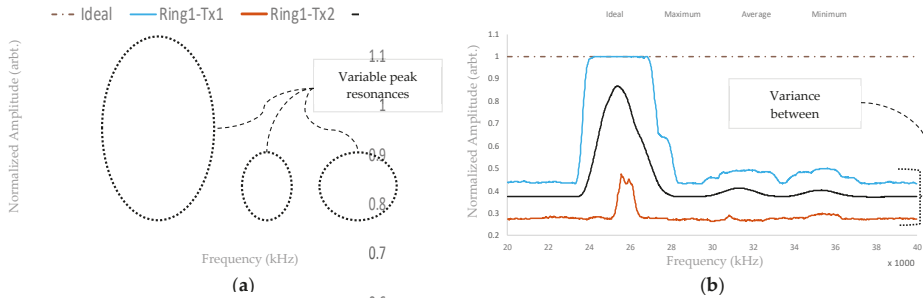 Ideal Ring1-Tx1 Ring1-Tx2
Normalized Amplitude (arbt.)
1.1
1
0.9
0.8
0.7
Variable peak
resonances
Frequency (kHz)
(a)
Ideal Maximum Average Minimum
Normalized Amplitude (arbt.)
1.1
1
0.9
0.8
0.7
0.6
0.5
0.4
0.3
0.2
Variance
between
20 22 24 26 28 30 32 34 36 38 40
Frequency (kHz)
x 1000
(b)